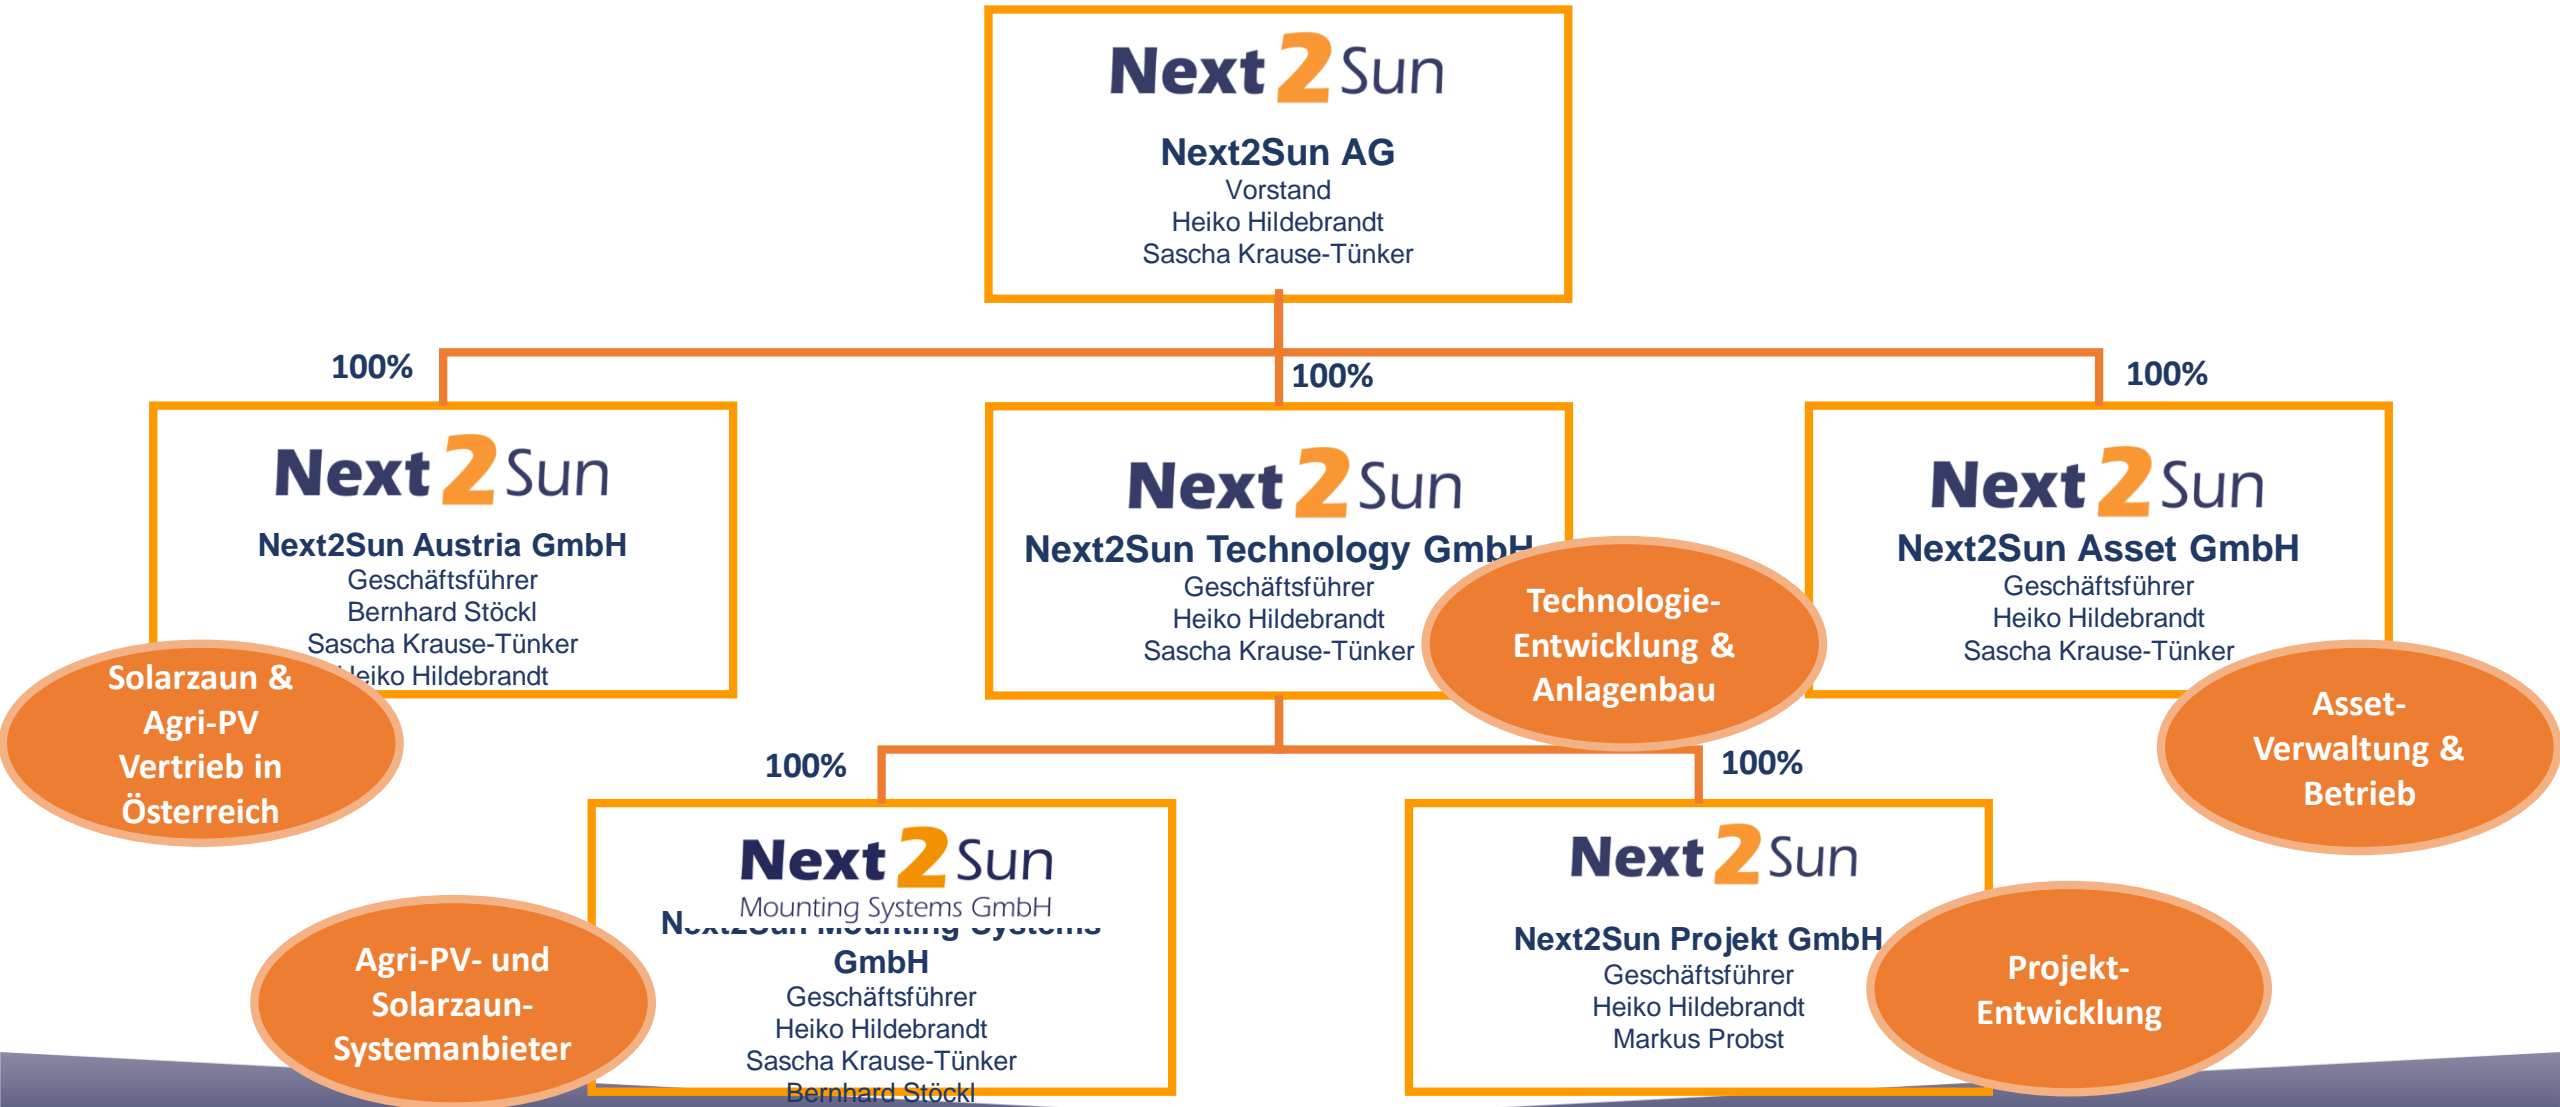 Next2Sun
Next2Sun AG
Vorstand
Heiko Hildebrandt
Sascha Krause-Tünker
100%
100%
100%
Next2Sun
Next2Sun Austria GmbH
Geschäftsführer
Bernhard Stöckl
Sascha Krause-Tünker
Heiko Hildebrandt
Solarzaun &
Agri-PV
Vertrieb in
Österreich
Next2Sun
Next2Sun Technology GmbH
Geschäftsführer
Heiko Hildebrandt
Sascha Krause-Tünker
Technologie-
Entwicklung &
Anlagenbau
Next2Sun
Next2Sun Asset GmbH
Geschäftsführer
Heiko Hildebrandt
Sascha Krause-Tünker
Asset-
Verwaltung &
Betrieb
100%
100%
Next2Sun
Mounting Systems GmbH
Next2Sun Mounting Systems
GmbH
Geschäftsführer
Heiko Hildebrandt
Sascha Krause-Tünker
Bernhard Stöckl
Agri-PV- und
Solarzaun-
Systemanbieter
Next2Sun
Next2Sun Projekt GmbH
Geschäftsführer
Heiko Hildebrandt
Markus Probst
Projekt-
Entwicklung